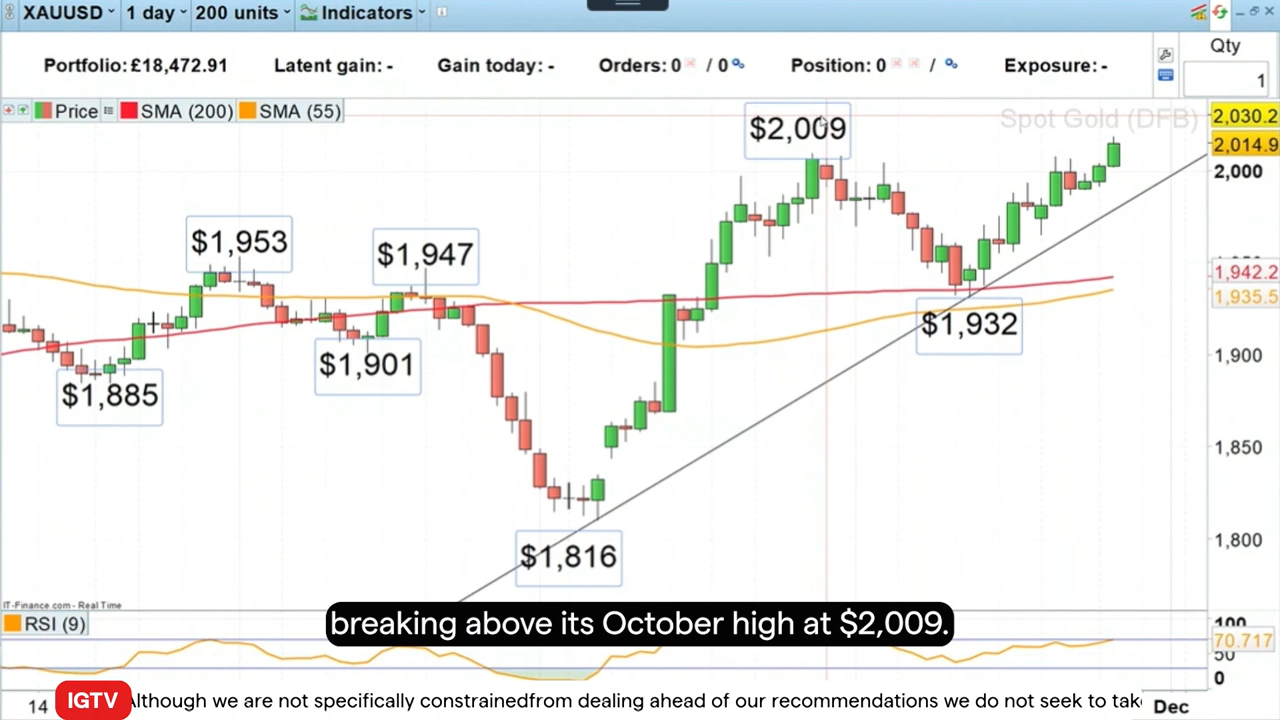 XAUUSD 1 day 200 units Indicators
Portfolio: £18,472.91 Latent gain: - Gain today: - Orders: 0 / 0 Position: 0 / Exposure: -
Qty
1
Price SMA (200) SMA (55)
Spot Gold (DFB)
2,030.2
2,014.9
2,000
$2,009
$1,953
$1,947
1,942.2
1,935.5
$1,932
$1,901
$1,885
1,900
1,850
1,800
$1,816
IT-Finance.com - Real Time
RSI (9)
breaking above its October high at $2,009.
100
70.717
50
0
14
IGTV
Although we are not specifically constrainedfrom dealing ahead of our recommendations we do not seek to take
Dec